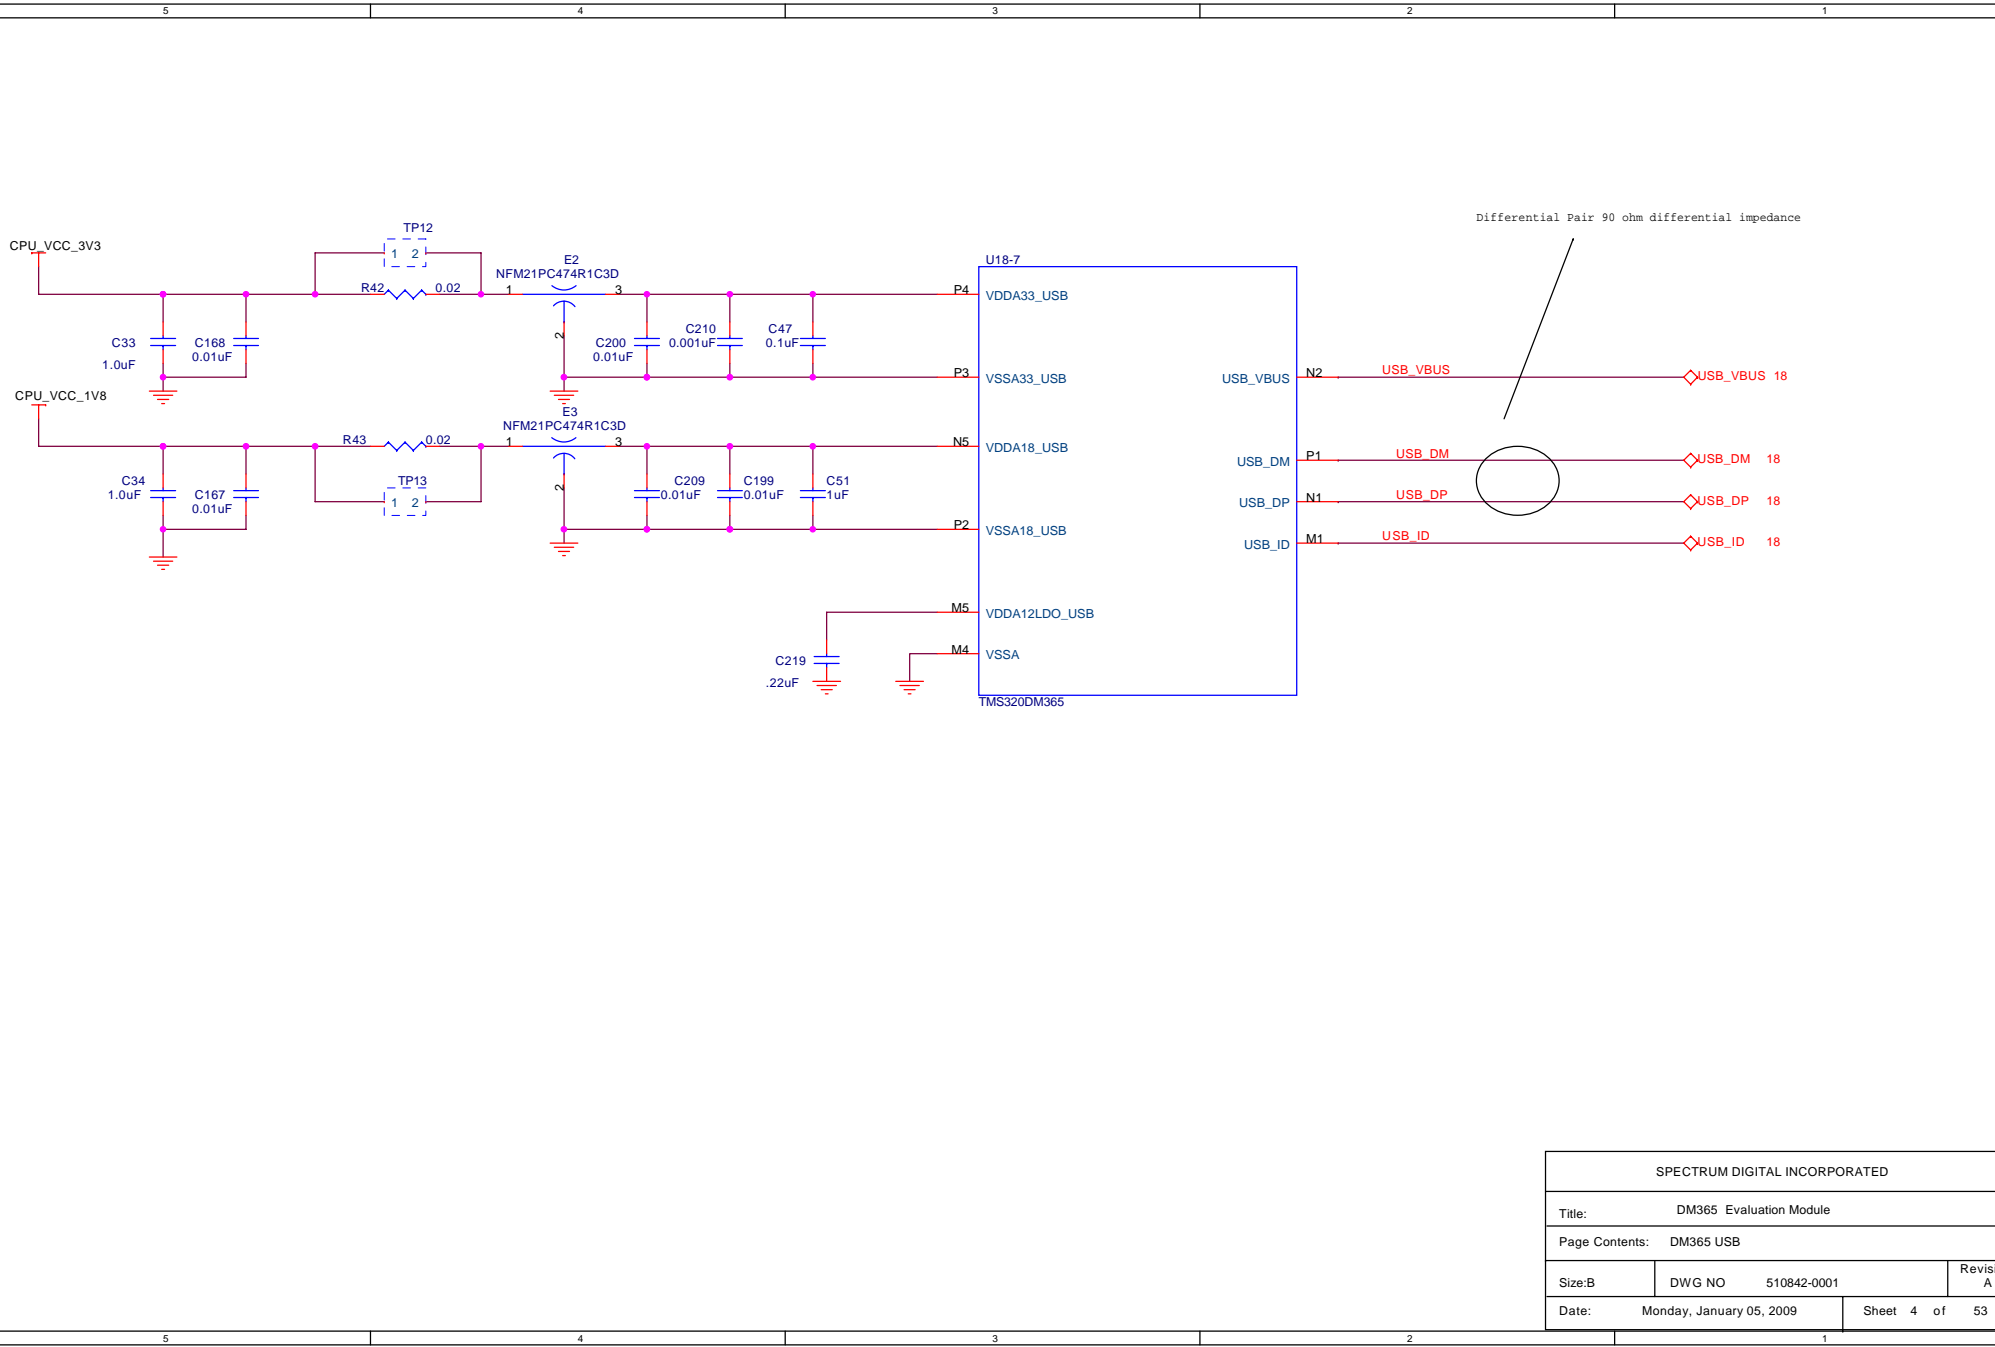 5 4 3 2 1
Differential Pair 90 ohm differential impedance
CPU_VCC_3V3
TP12
1 2
R42 0.02
E2
NFM21PC474R1C3D
1 3
2
C33
1.0uF
C168
0.01uF
C200
0.01uF
C210
0.001uF
C47
0.1uF
CPU_VCC_1V8
R43 0.02
TP13
1 2
E3
NFM21PC474R1C3D
1 3
2
C34
1.0uF
C167
0.01uF
C209
0.01uF
C199
0.01uF
C51
1uF
C219
.22uF
U18-7
P4 VDDA33_USB
P3 VSSA33_USB
N5 VDDA18_USB
P2 VSSA18_USB
M5 VDDA12LDO_USB
M4 VSSA
TMS320DM365
USB_VBUS N2 USB_VBUS USB_VBUS 18
USB_DM P1 USB_DM USB_DM 18
USB_DP N1 USB_DP USB_DP 18
USB_ID M1 USB_ID USB_ID 18
SPECTRUM DIGITAL INCORPORATED
Title: DM365 Evaluation Module
Page Contents: DM365 USB
Size:B DWG NO 510842-0001
Revisi
A
Date: Monday, January 05, 2009 Sheet 4 of 53
5 4 3 2 1